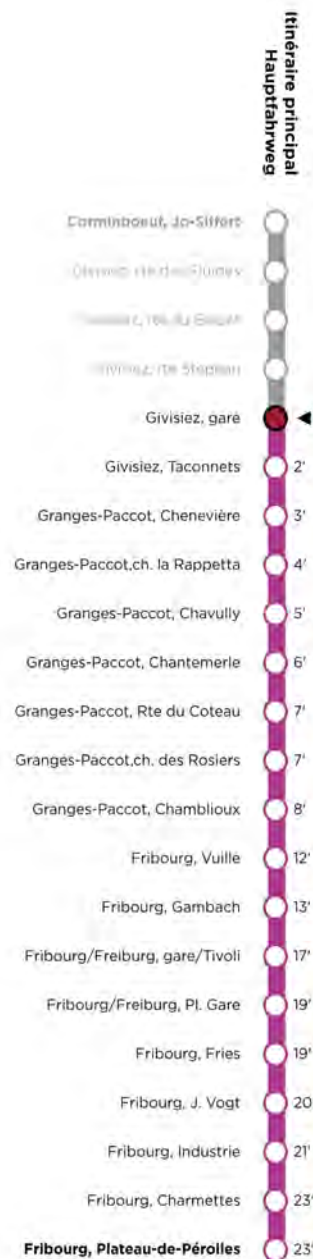 Itinéraire principal
Hauptfahrweg
Corminboeuf, Jo-Siffert
Givisiez, gare
Givisiez, Taconnets 2'
Granges-Paccot, Chenevière 3'
Granges-Paccot,ch. la Rappetta 4'
Granges-Paccot, Chavully 5'
Granges-Paccot, Chantemerle 6'
Granges-Paccot, Rte du Coteau 7'
Granges-Paccot,ch. des Rosiers 7'
Granges-Paccot, Chamblioux 8'
Fribourg, Vuille 12'
Fribourg, Gambach 13'
Fribourg/Freiburg, gare/Tivoli 17'
Fribourg/Freiburg, Pl. Gare 19'
Fribourg, Fries 19'
Fribourg, J. Vogt 20
Fribourg, Industrie 21'
Fribourg, Charmettes 23'
Fribourg, Plateau-de-Pérolles 23'